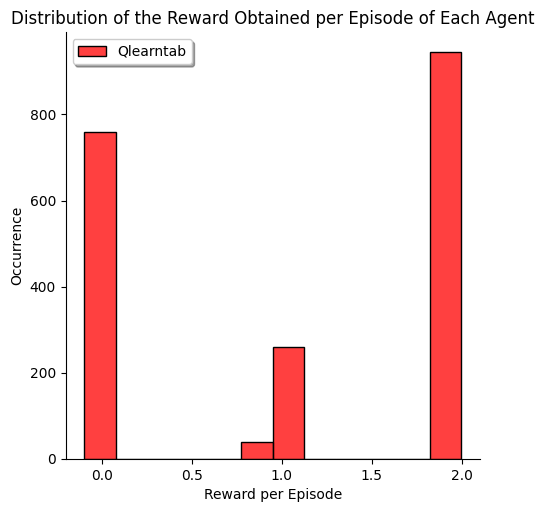 Distribution of the Reward Obtained per Episode of Each Agent
Qlearntab
Occurrence
800
600
400
200
0
0.0 0.5 1.0 1.5 2.0
Reward per Episode